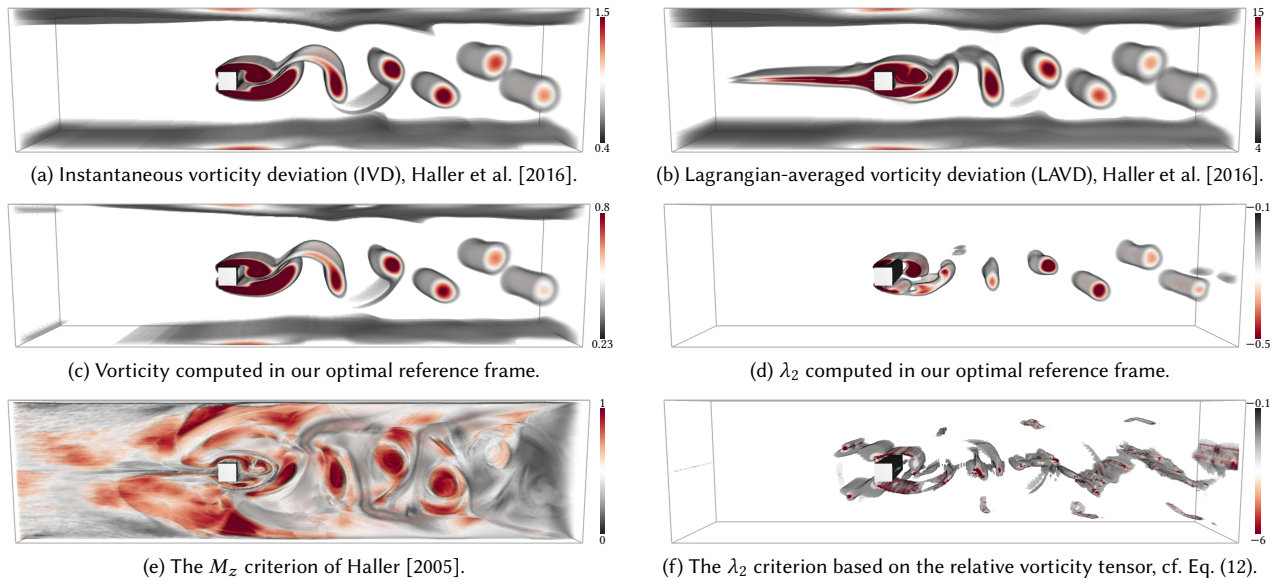 1.5
0.4
(a) Instantaneous vorticity deviation (IVD), Haller et al. [2016].
15
4
(b) Lagrangian-averaged vorticity deviation (LAVD), Haller et al. [2016].
0.8
0.23
(c) Vorticity computed in our optimal reference frame.
−0.1
−0.5
(d) λ₂ computed in our optimal reference frame.
1
0
(e) The M_z criterion of Haller [2005].
−0.1
−6
(f) The λ₂ criterion based on the relative vorticity tensor, cf. Eq. (12).